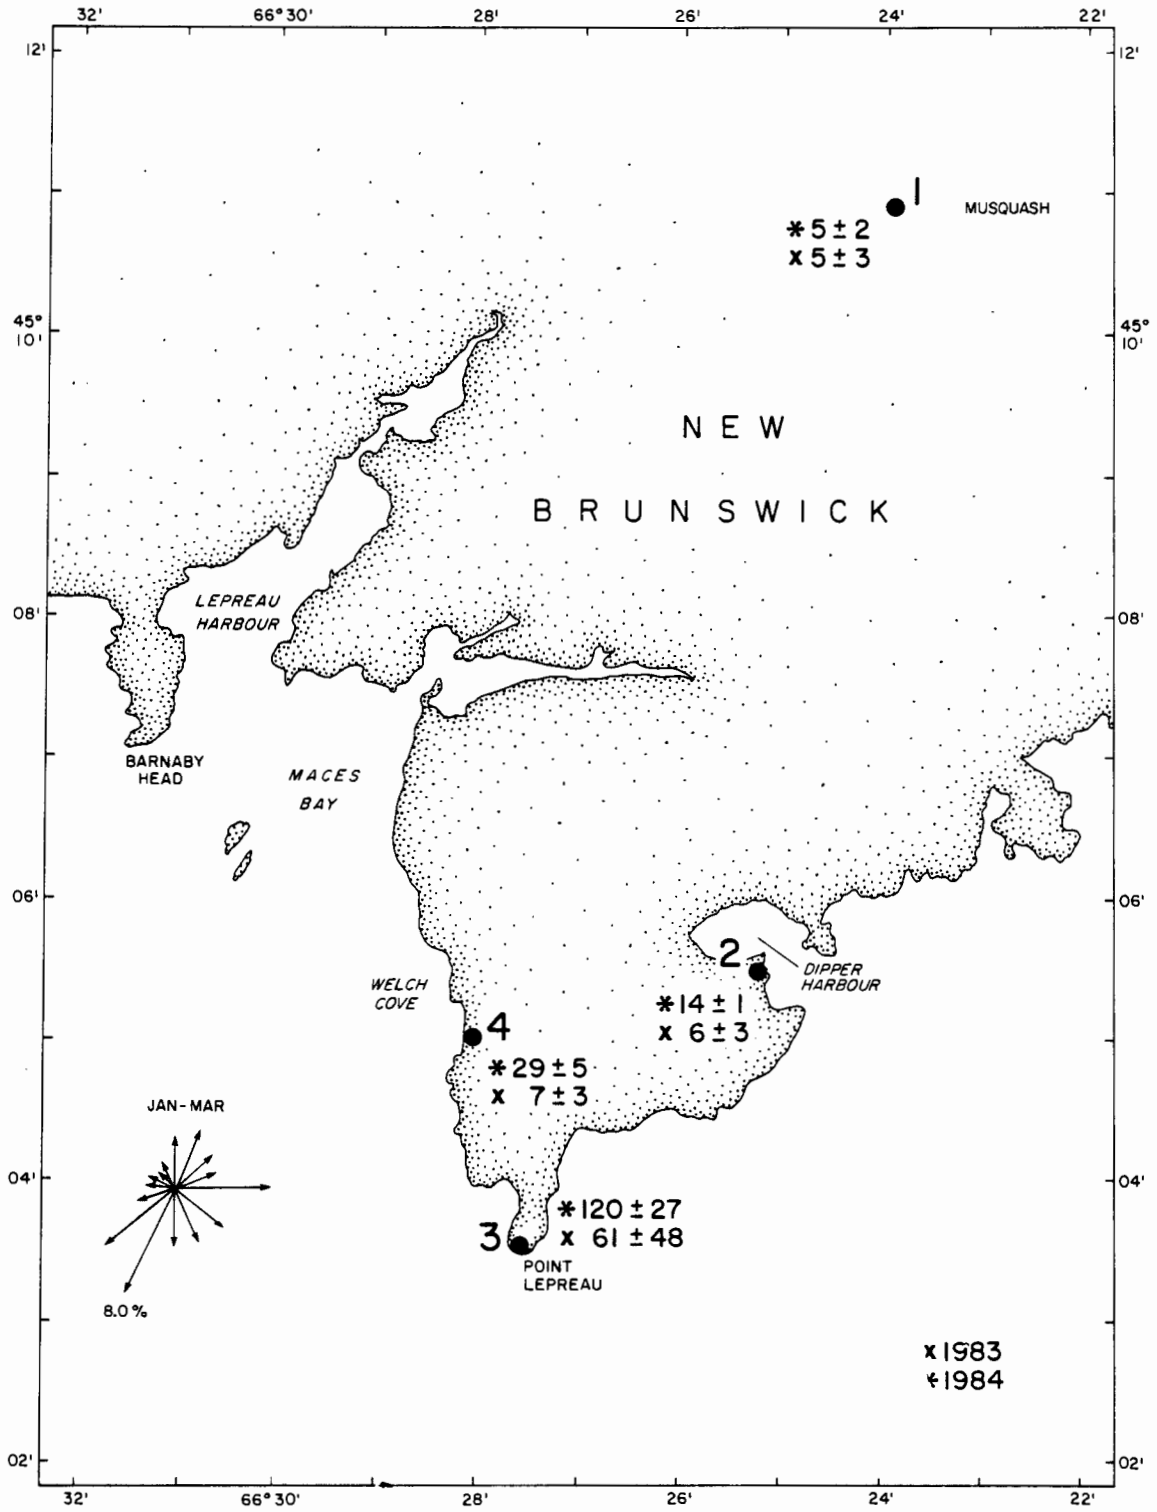 32' 66°30' 28' 26' 24' 22'
12' 12'
1
MUSQUASH
* 5 ± 2
x 5 ± 3
45° 45°
10' 10'
NEW
BRUNSWICK
LEPREAU
HARBOUR
08' 08'
BARNABY
HEAD
MACES
BAY
06' 06'
2
DIPPER
HARBOUR
WELCH
COVE
* 14 ± 1
x 6 ± 3
4
* 29 ± 5
x 7 ± 3
JAN-MAR
04' 04'
* 120 ± 27
3 x 61 ± 48
POINT
LEPREAU
8.0%
x 1983
* 1984
02' 02'
32' 66°30' 28' 26' 24' 22'